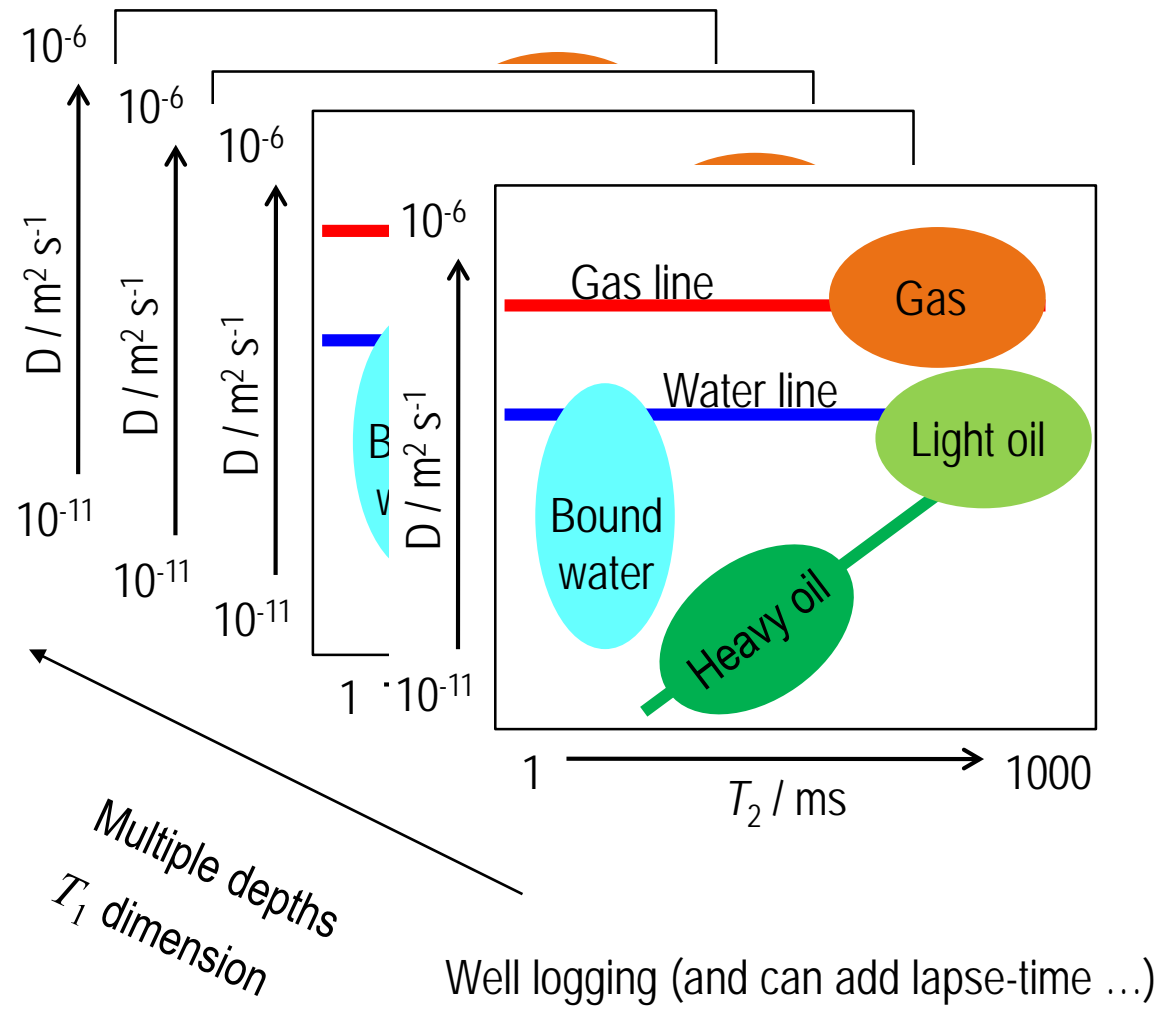 10-6
10-6
10-6
10-6
D / m2 s-1
D / m2 s-1
D / m2 s-1
D / m2 s-1
10-11
10-11
10-11
10-11
Gas line
Gas
Water line
Light oil
Bound
water
Heavy oil
B
w
1
1
1000
T2 / ms
Multiple depths
T1 dimension
Well logging (and can add lapse-time …)